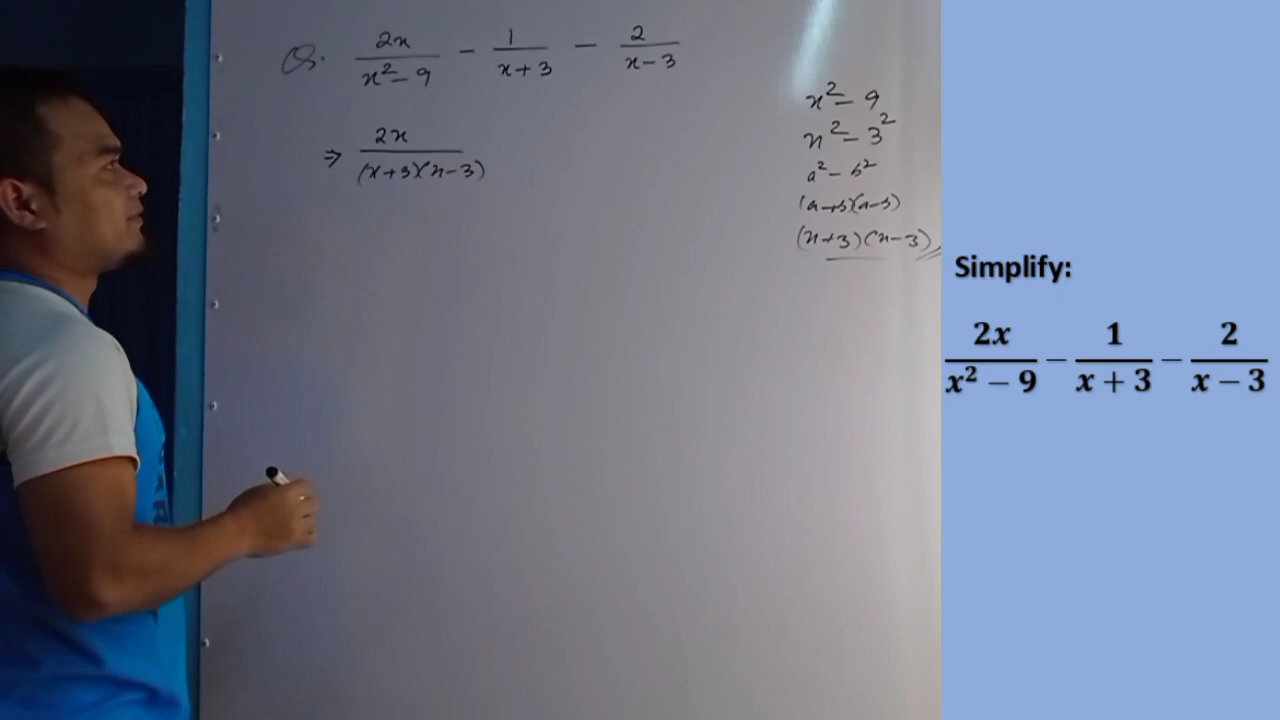 Q. 2x/(x² - 9) - 1/(x+3) - 2/(x-3)
⇒ 2x/((x+3)(x-3))
x² - 9
x² - 3²
a² - b²
(a+b)(a-b)
(x+3)(x-3)
Simplify:
2x/(x² - 9) - 1/(x + 3) - 2/(x - 3)